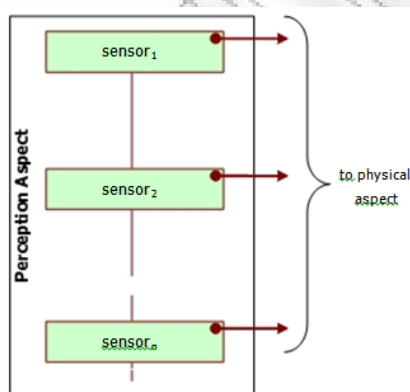 Perception Aspect
sensor₁
sensor₂
sensorₙ
to physical
aspect